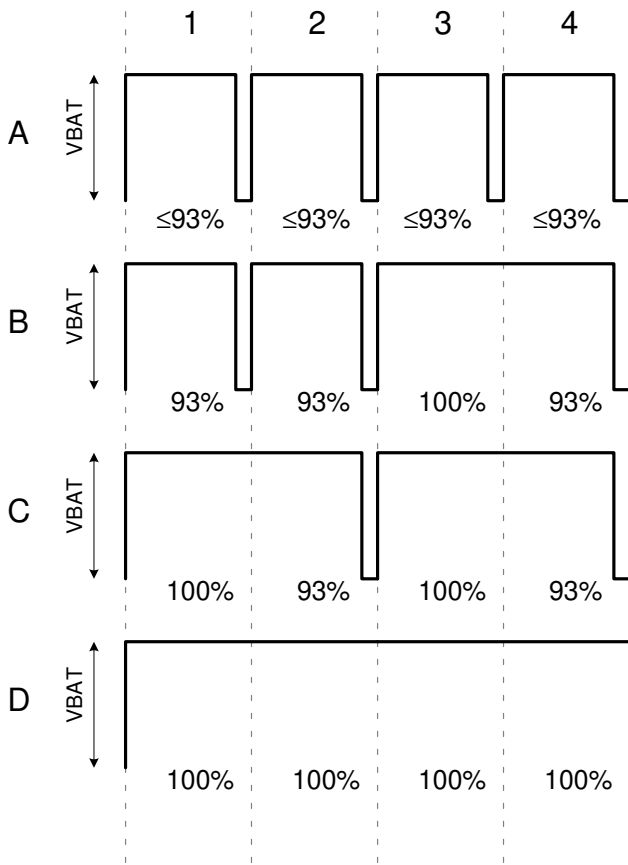 1 2 3 4
A VBAT
≤93% ≤93% ≤93% ≤93%
B VBAT
93% 93% 100% 93%
C VBAT
100% 93% 100% 93%
D VBAT
100% 100% 100% 100%